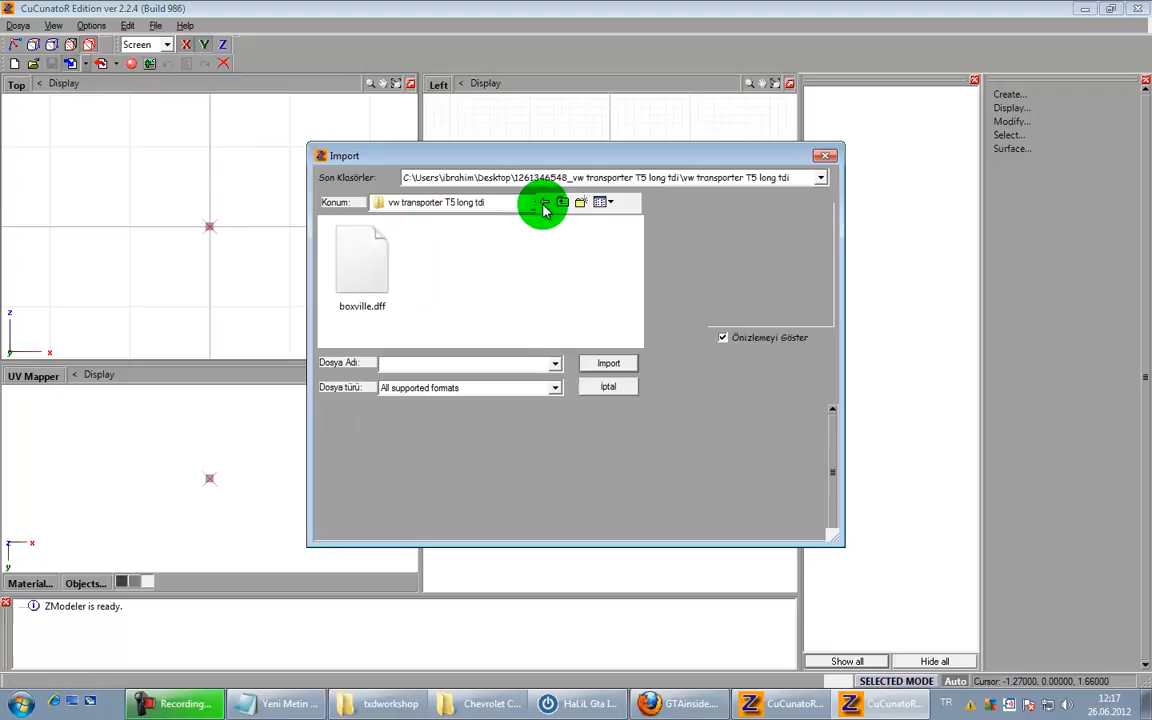 CuCunatoR Edition ver 2.2.4 (Build 986)
Dosya View Options Edit File Help
Screen X Y Z
Top < Display
Left < Display
Create...
Display...
Modify...
Select...
Surface...
Import
Son Klasörler: C:\Users\ibrahim\Desktop\1261346548_vw transporter T5 long tdi\vw transporter T5 long tdi
Konum: vw transporter T5 long tdi
boxville.dff
Önizlemeyi Göster
Dosya Adı: Import
Dosya türü: All supported formats İptal
z
y x
UV Mapper < Display
z x
y
Material... Objects...
ZModeler is ready.
Show all Hide all
SELECTED MODE Auto Cursor: -1.27000, 0.00000, 1.66000
Recording... Yeni Metin ... txdworkshop Chevrolet C... HaLiL Gta I... GTAinside.... CuCunatoR... CuCunatoR... TR 12:17
26.06.2012